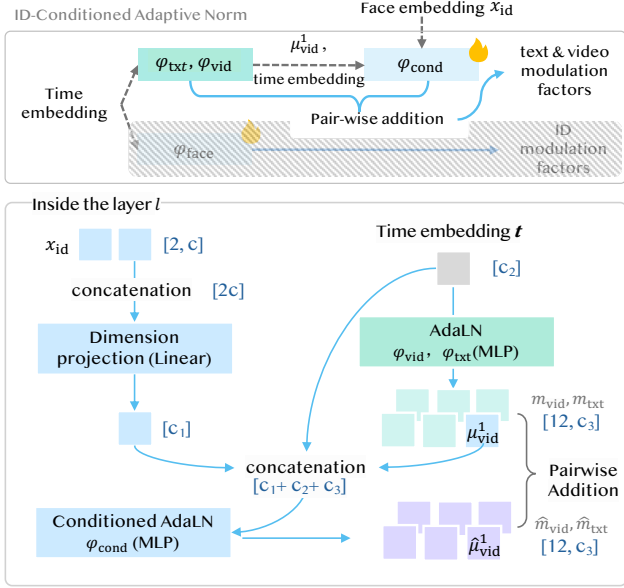 ID-Conditioned Adaptive Norm
Face embedding x_id
μ¹_vid ,
φ_txt, φ_vid
time embedding
φ_cond
text & video
modulation
factors
Time
embedding
Pair-wise addition
φ_face
ID
modulation
factors
Inside the layer l
x_id
[2, c]
Time embedding t
[c₂]
concatenation
[2c]
Dimension
projection (Linear)
AdaLN
φ_vid, φ_txt(MLP)
[c₁]
m_vid, m_txt
[12, c₃]
μ¹_vid
concatenation
[c₁+ c₂+ c₃]
Pairwise
Addition
Conditioned AdaLN
φ_cond (MLP)
μ̂¹_vid
m̂_vid, m̂_txt
[12, c₃]